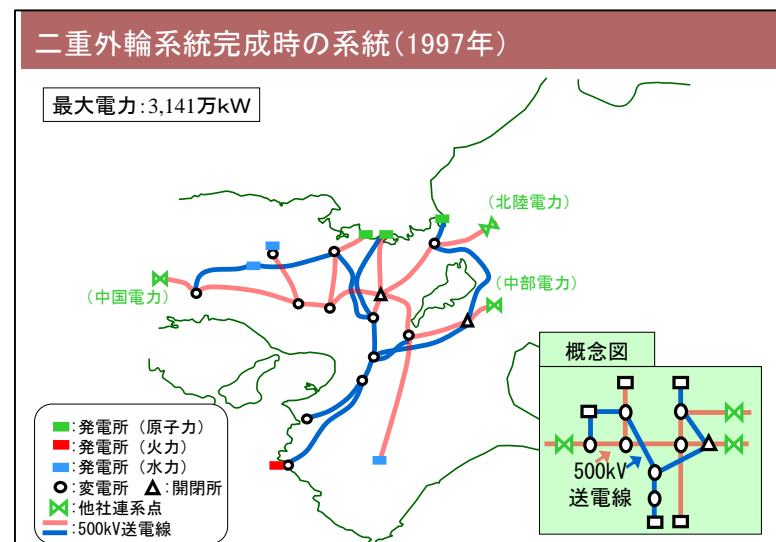 二重外輪系統完成時の系統(1997年)
最大電力:3,141万kW
(北陸電力)
(中国電力)
(中部電力)
概念図
500kV
送電線
:発電所 (原子力)
:発電所 (火力)
:発電所 (水力)
:変電所 :開閉所
:他社連系点
:500kV送電線